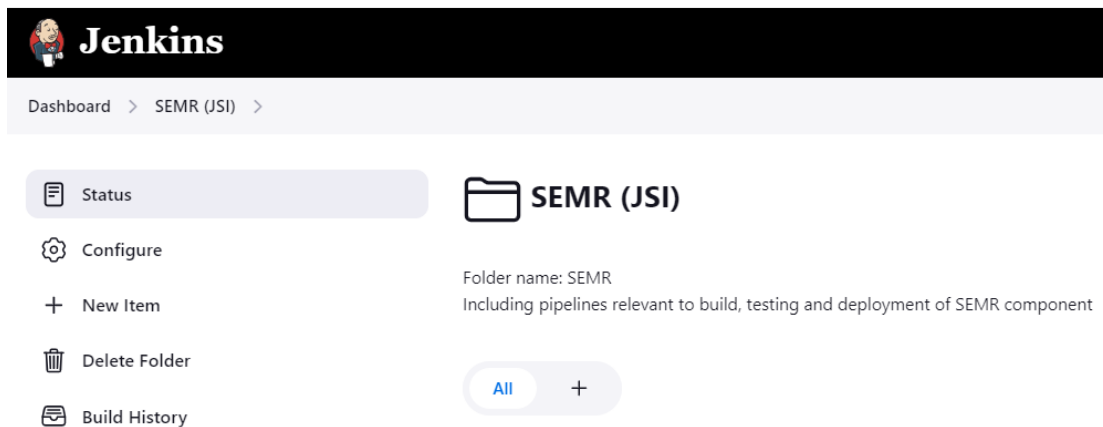 Jenkins
Dashboard > SEMR (JSI) >
Status
Configure
New Item
Delete Folder
Build History
SEMR (JSI)
Folder name: SEMR
Including pipelines relevant to build, testing and deployment of SEMR component
All +